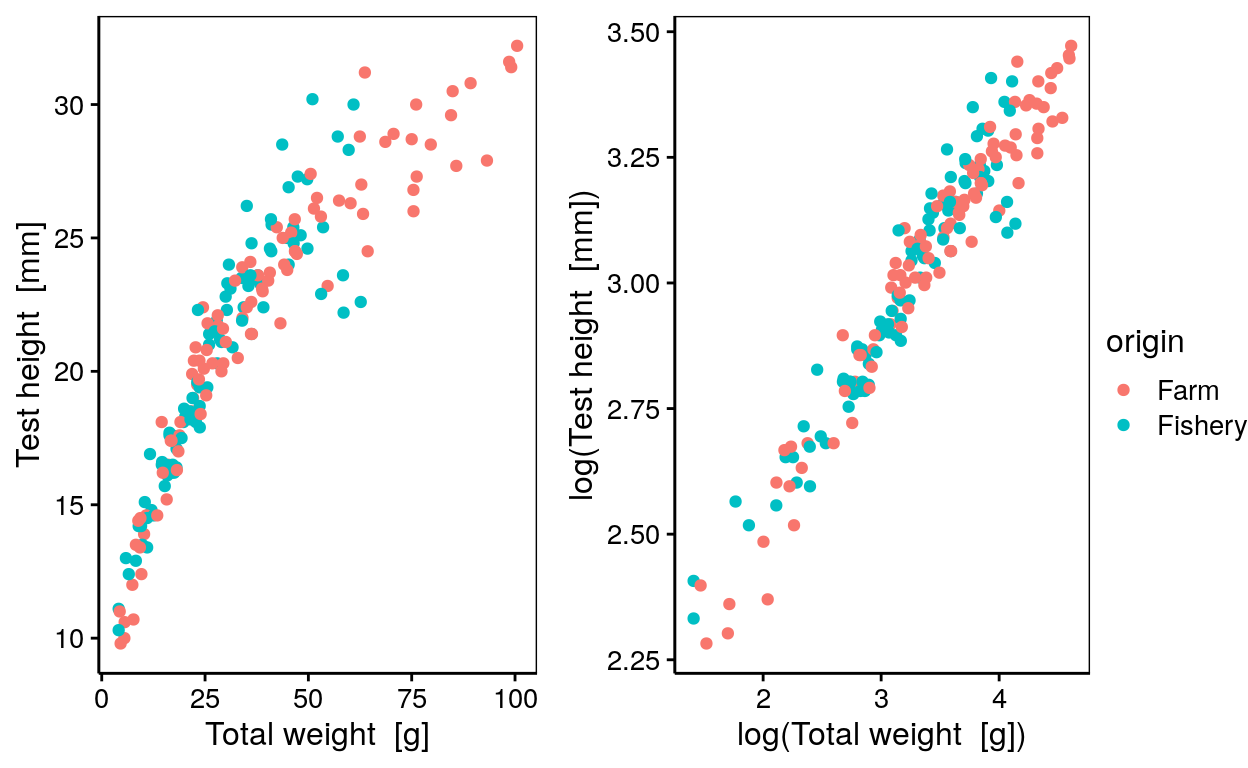 Test height  [mm]
30
25
20
15
10
0 25 50 75 100
Total weight  [g]
log(Test height  [mm])
3.50
3.25
3.00
2.75
2.50
2.25
2 3 4
log(Total weight  [g])
origin
Farm
Fishery